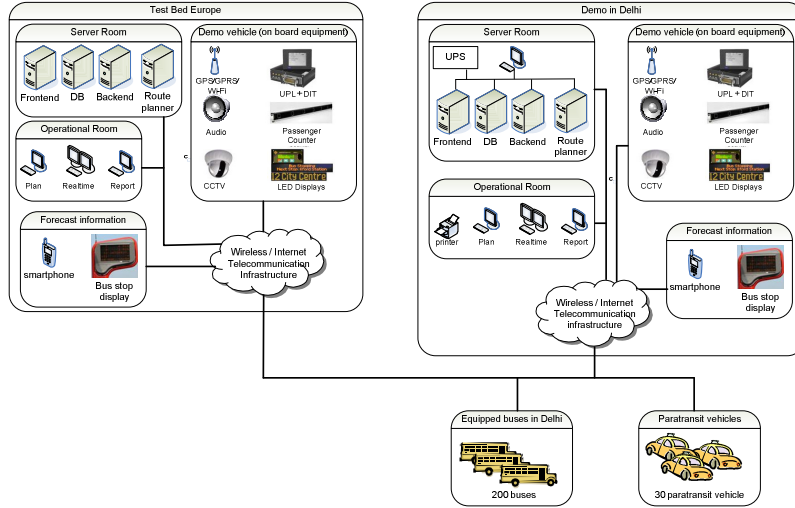 Test Bed Europe
Server Room
Frontend
DB
Backend
Route
planner
Demo vehicle (on board equipment)
GPS/GPRS/
Wi-Fi
UPL + DIT
Audio
Passenger
Counter
CCTV
LED Displays
Operational Room
Plan
Realtime
Report
c
Forecast information
smartphone
Bus stop
display
Wireless / Internet
Telecommunication
Infrastructure
Demo in Delhi
Server Room
UPS
Frontend
DB
Backend
Route
planner
Demo vehicle (on board equipment)
GPS/GPRS/
Wi-Fi
UPL + DIT
Audio
Passenger
Counter
CCTV
LED Displays
c
Operational Room
printer
Plan
Realtime
Report
Forecast information
smartphone
Bus stop
display
Wireless / Internet
Telecommunication
infrastructure
Equipped buses in Delhi
200 buses
Paratransit vehicles
30 paratransit vehicle